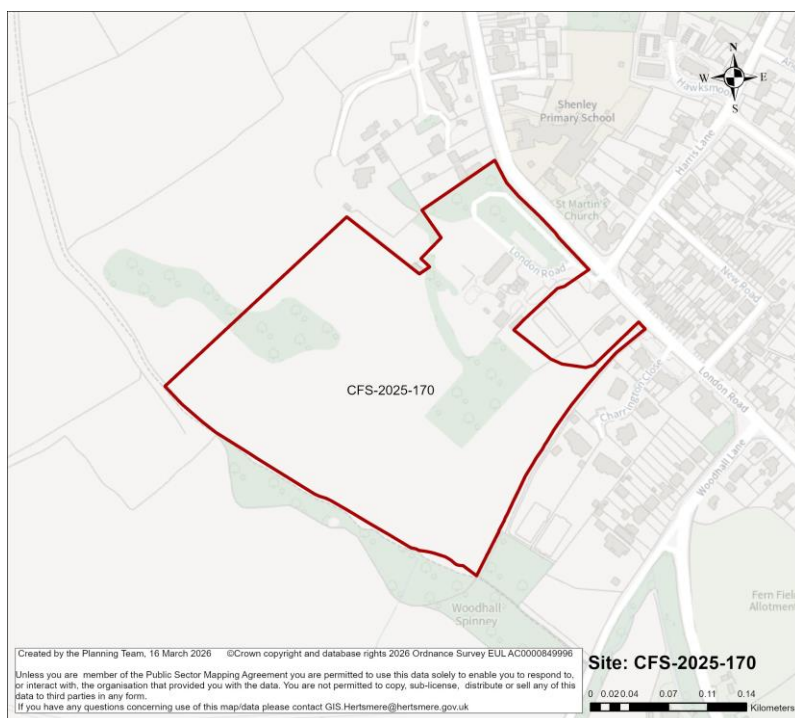 N
W E
S
Hawksmoo
Shenley
Primary School
Harris Lane
St Martin's
Church
London Road
New Road
CFS-2025-170
Charrington Close
London Road
Woodhall Lane
Fern Field
Allotment
Woodhall
Spinney
Created by the Planning Team, 16 March 2026 ©Crown copyright and database rights 2026 Ordnance Survey EUL AC0000849996
Unless you are member of the Public Sector Mapping Agreement you are permitted to use this data solely to enable you to respond to,
or interact with, the organisation that provided you with the data. You are not permitted to copy, sub-license, distribute or sell any of this
data to third parties in any form.
If you have any questions concerning use of this map/data please contact GIS.Hertsmere@hertsmere.gov.uk
Site: CFS-2025-170
0 0.020.04 0.07 0.11 0.14
Kilometers